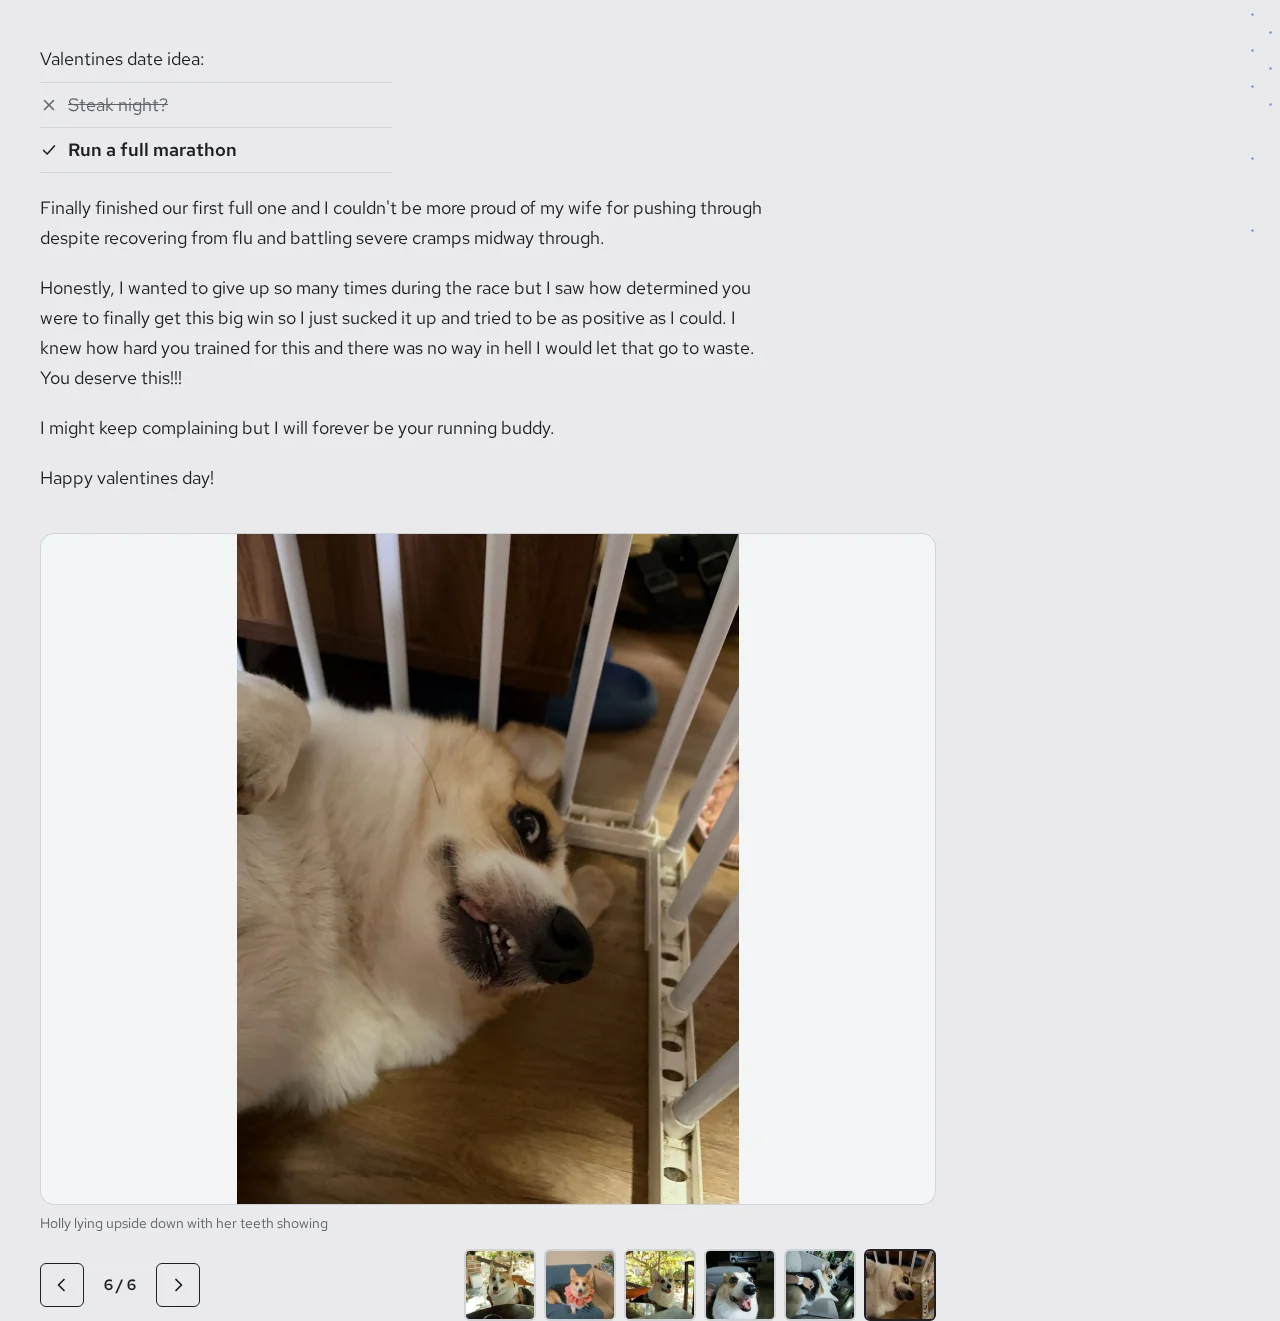 Valentines date idea:
Steak night?
Run a full marathon
Finally finished our first full one and I couldn't be more proud of my wife for pushing through
despite recovering from flu and battling severe cramps midway through.
Honestly, I wanted to give up so many times during the race but I saw how determined you
were to finally get this big win so I just sucked it up and tried to be as positive as I could. I
knew how hard you trained for this and there was no way in hell I would let that go to waste.
You deserve this!!!
I might keep complaining but I will forever be your running buddy.
Happy valentines day!
Holly lying upside down with her teeth showing
6 / 6